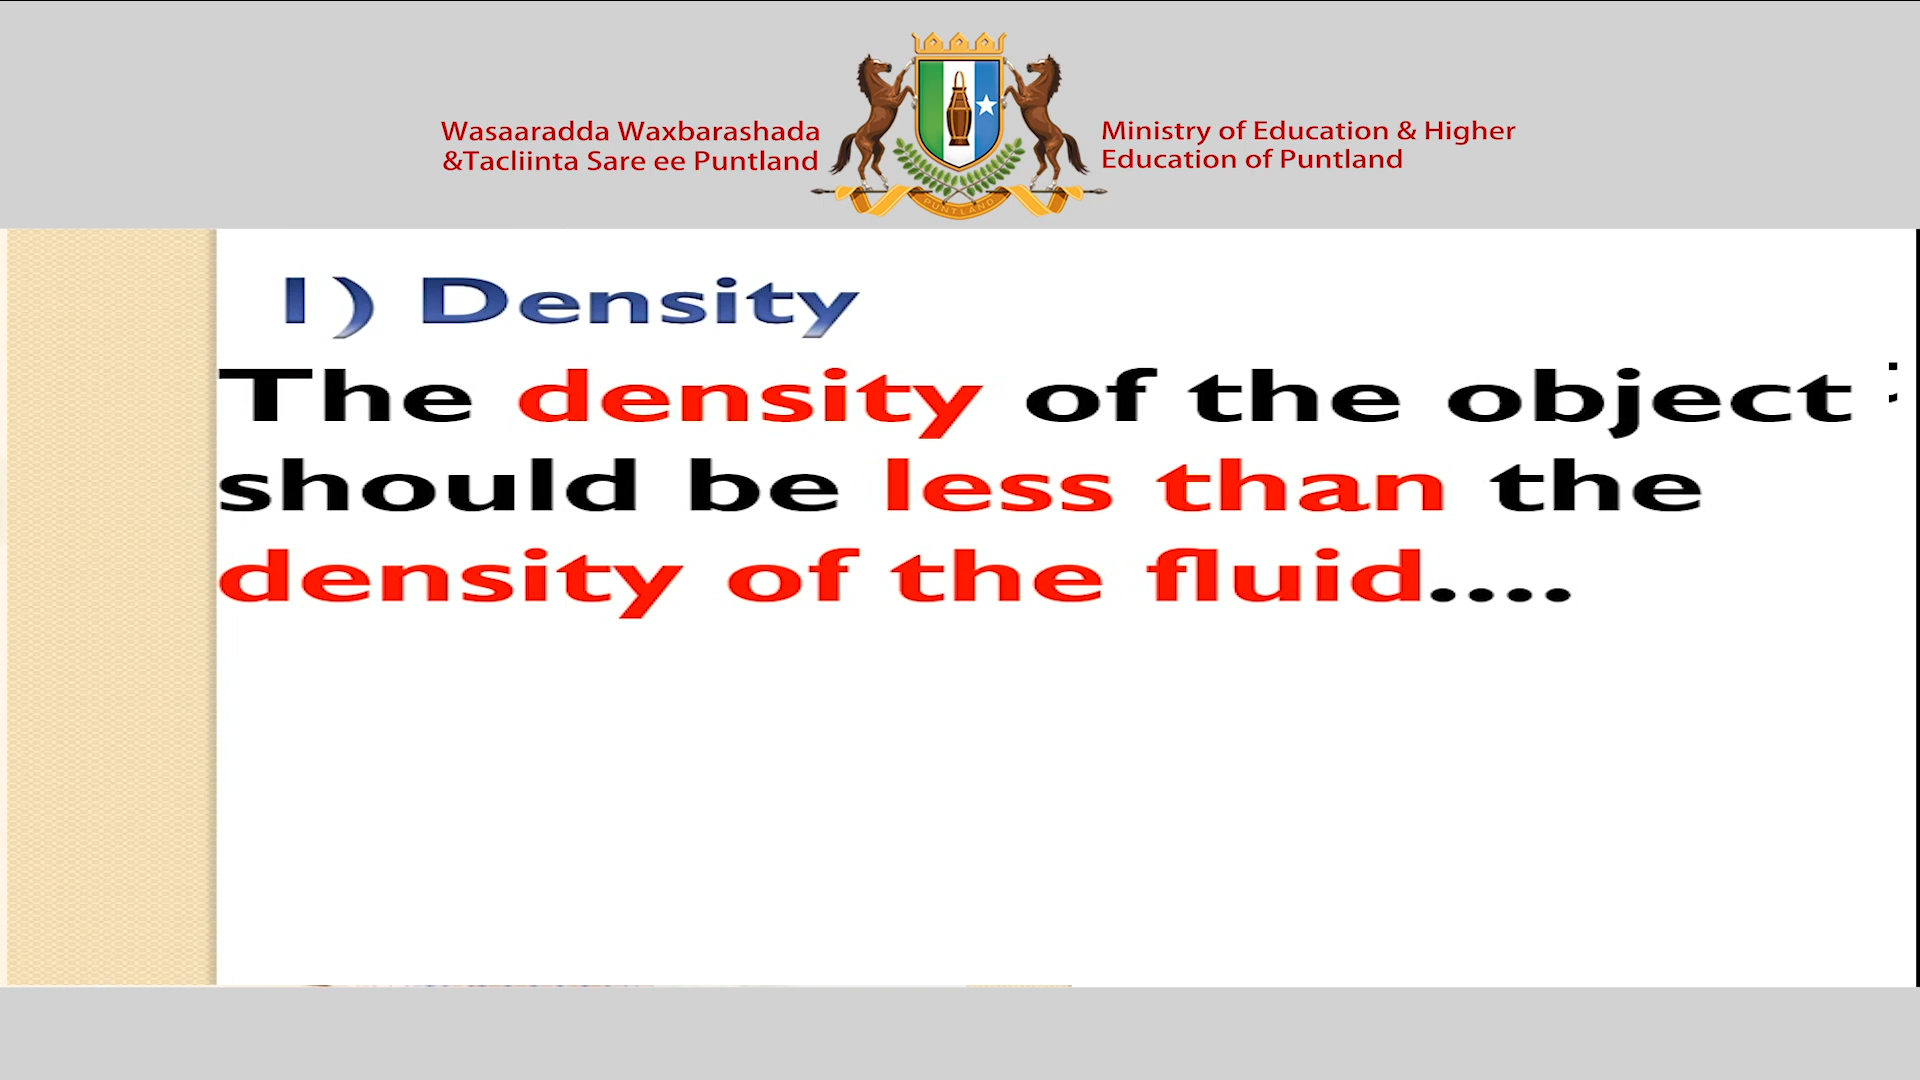 Wasaaradda Waxbarashada
&Tacliinta Sare ee Puntland
PUNTLAND
Ministry of Education & Higher
Education of Puntland
1) Density
The density of the object ;
should be less than the
density of the fluid....